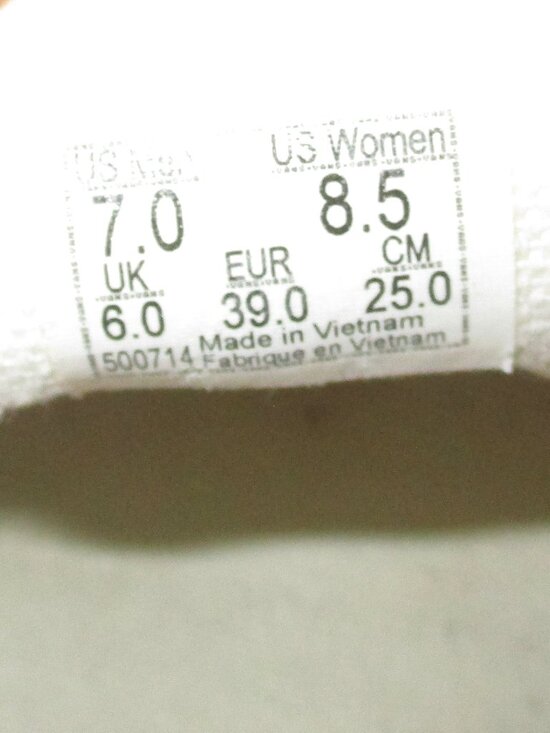 US Men US Women
7.0 8.5
UK EUR CM
6.0 39.0 25.0
500714 Made in Vietnam
Fabrique en Vietnam